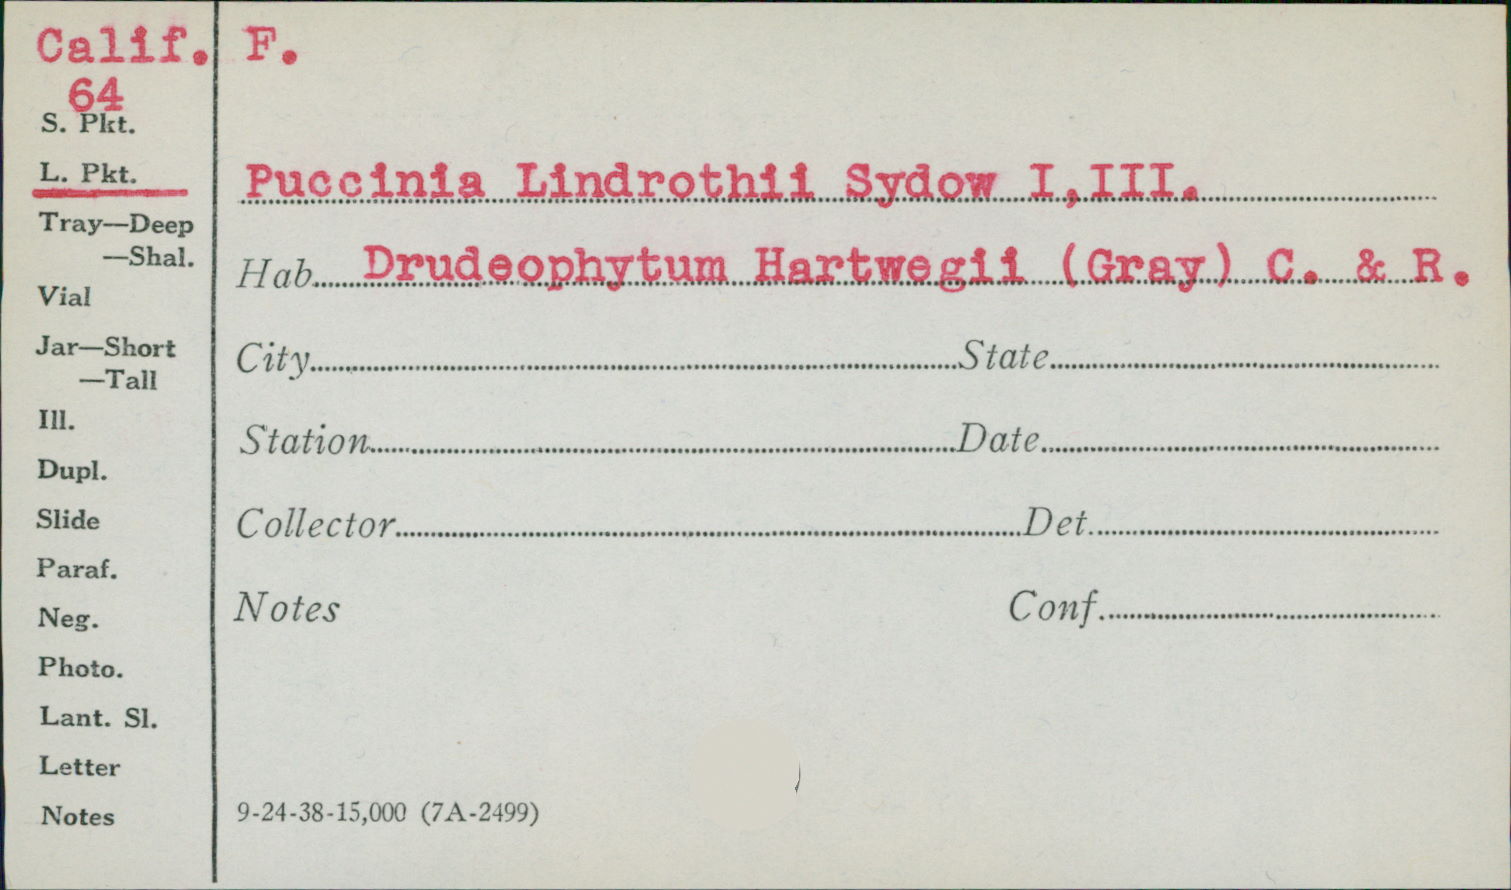 Calif. F.
64
S. Pkt.
L. Pkt.
Puccinia Lindrothii Sydow I,III.
Tray—Deep
—Shal.
Hab. Drudeophytum Hartwegii (Gray) C. & R.
Vial
Jar—Short
—Tall
City State
Ill.
Station Date
Dupl.
Slide
Collector Det.
Paraf.
Neg.
Notes Conf.
Photo.
Lant. Sl.
Letter
Notes
9-24-38-15,000 (7A-2499)